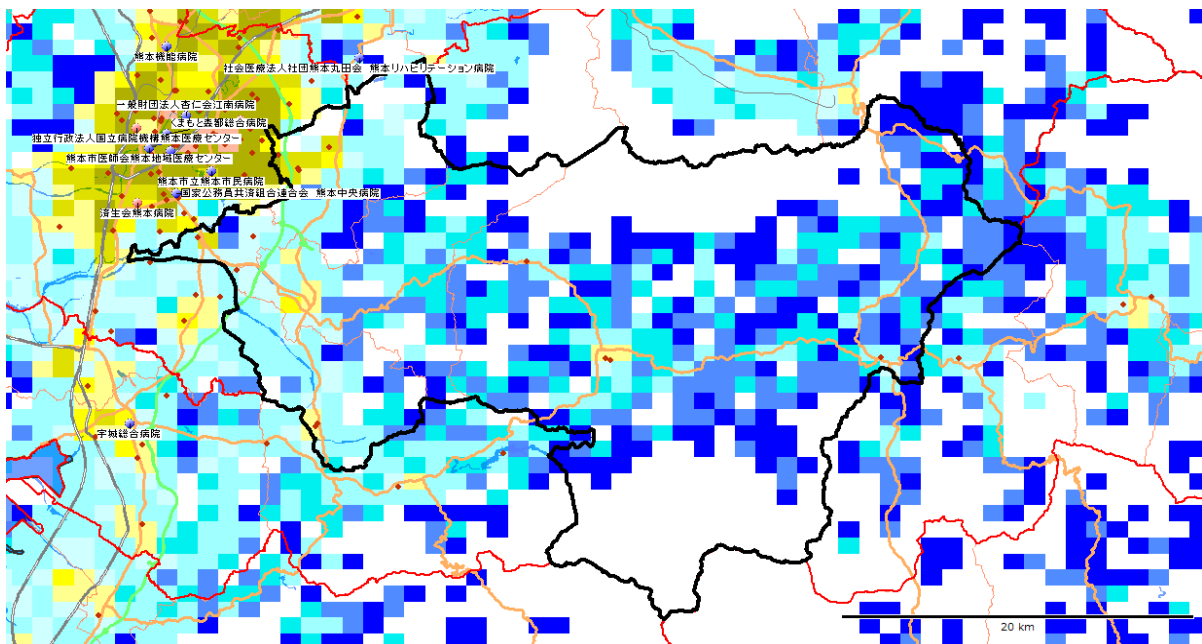 熊本機能病院
社会医療法人社団熊本丸田会 熊本リハビリテーション病院
一般財団法人杏仁会江南病院
くまもと森都総合病院
独立行政法人国立病院機構熊本医療センター
熊本市医師会熊本地域医療センター
熊本市立熊本市民病院
国家公務員共済組合連合会 熊本中央病院
済生会熊本病院
宇城総合病院
20 km